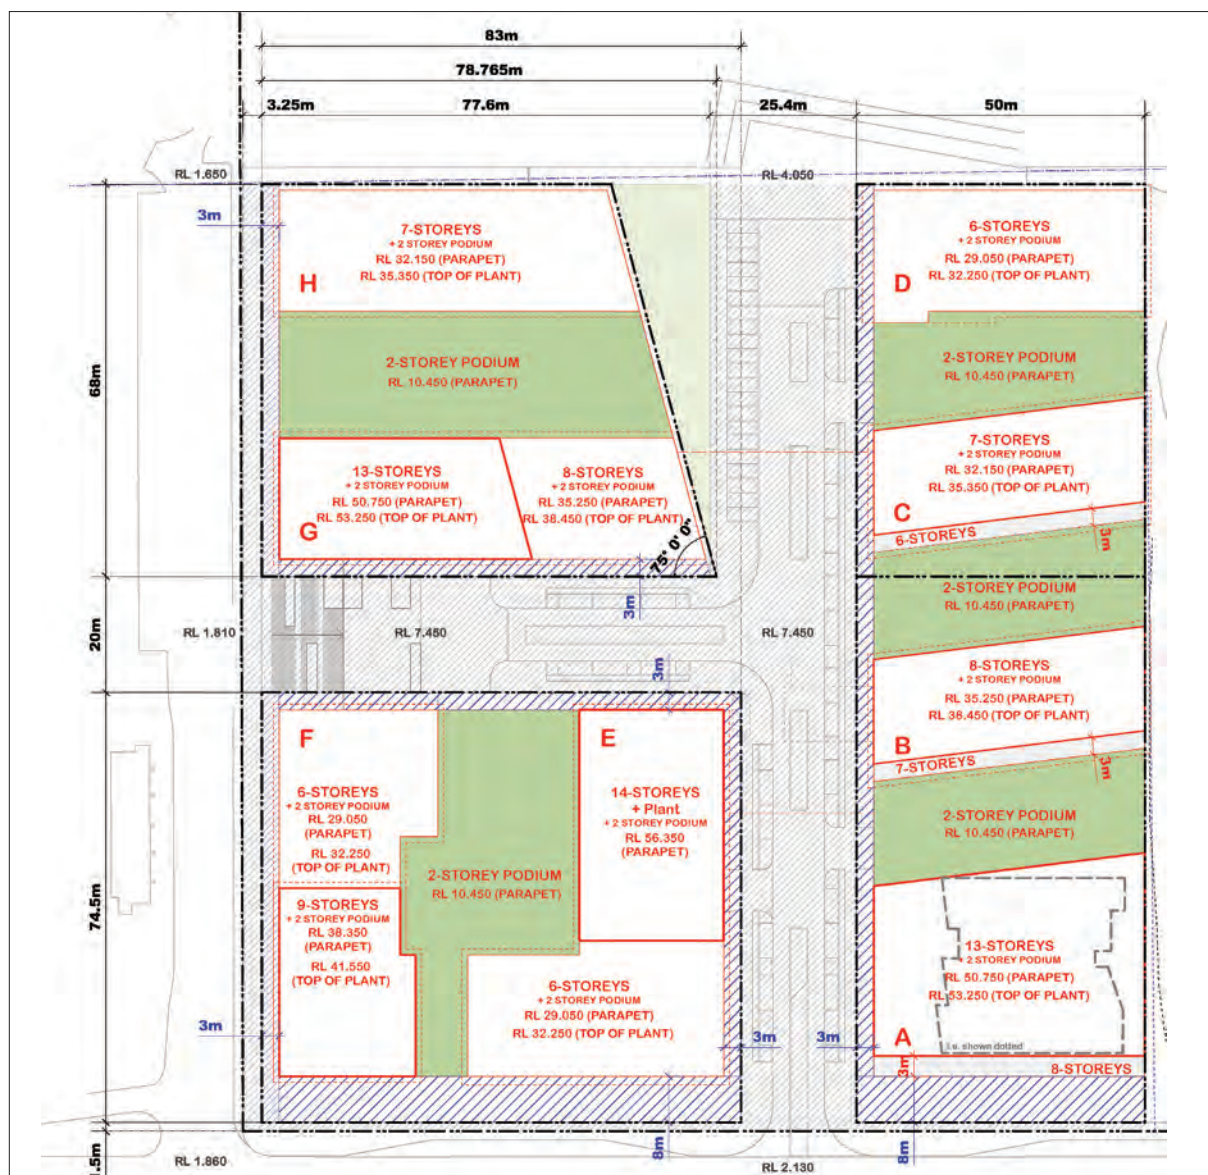 83m
78.765m
3.25m
77.6m
25.4m
50m
RL 1.650
RL 4.050
3m
7-STOREYS
+ 2 STOREY PODIUM
RL 32.150 (PARAPET)
RL 35.350 (TOP OF PLANT)
H
6-STOREYS
+ 2 STOREY PODIUM
RL 29.050 (PARAPET)
RL 32.250 (TOP OF PLANT)
D
2-STOREY PODIUM
RL 10.450 (PARAPET)
2-STOREY PODIUM
RL 10.450 (PARAPET)
68m
13-STOREYS
+ 2 STOREY PODIUM
RL 50.750 (PARAPET)
RL 53.250 (TOP OF PLANT)
G
8-STOREYS
+ 2 STOREY PODIUM
RL 35.250 (PARAPET)
RL 38.450 (TOP OF PLANT)
75° 0' 0"
7-STOREYS
+ 2 STOREY PODIUM
RL 32.150 (PARAPET)
RL 35.350 (TOP OF PLANT)
C
6-STOREYS
3m
3m
2-STOREY PODIUM
RL 10.450 (PARAPET)
20m
RL 1.810
RL 7.450
RL 7.450
3m
8-STOREYS
+ 2 STOREY PODIUM
RL 35.250 (PARAPET)
RL 36.450 (TOP OF PLANT)
B
7-STOREYS
3m
F
6-STOREYS
+ 2 STOREY PODIUM
RL 29.050
(PARAPET)
RL 32.250
(TOP OF PLANT)
E
14-STOREYS
+ Plant
+ 2 STOREY PODIUM
RL 56.350
(PARAPET)
2-STOREY PODIUM
RL 10.450 (PARAPET)
2-STOREY PODIUM
RL 10.450 (PARAPET)
74.5m
9-STOREYS
+ 2 STOREY PODIUM
RL 38.350
(PARAPET)
RL 41.550
(TOP OF PLANT)
6-STOREYS
+ 2 STOREY PODIUM
RL 29.050 (PARAPET)
RL 32.250 (TOP OF PLANT)
13-STOREYS
+ 2 STOREY PODIUM
RL 50.750 (PARAPET)
RL 53.250 (TOP OF PLANT)
A
i.e. shown dotted
3m
3m
3m
3m
8-STOREYS
8m
8m
1.5m
RL 1.860
RL 2.130